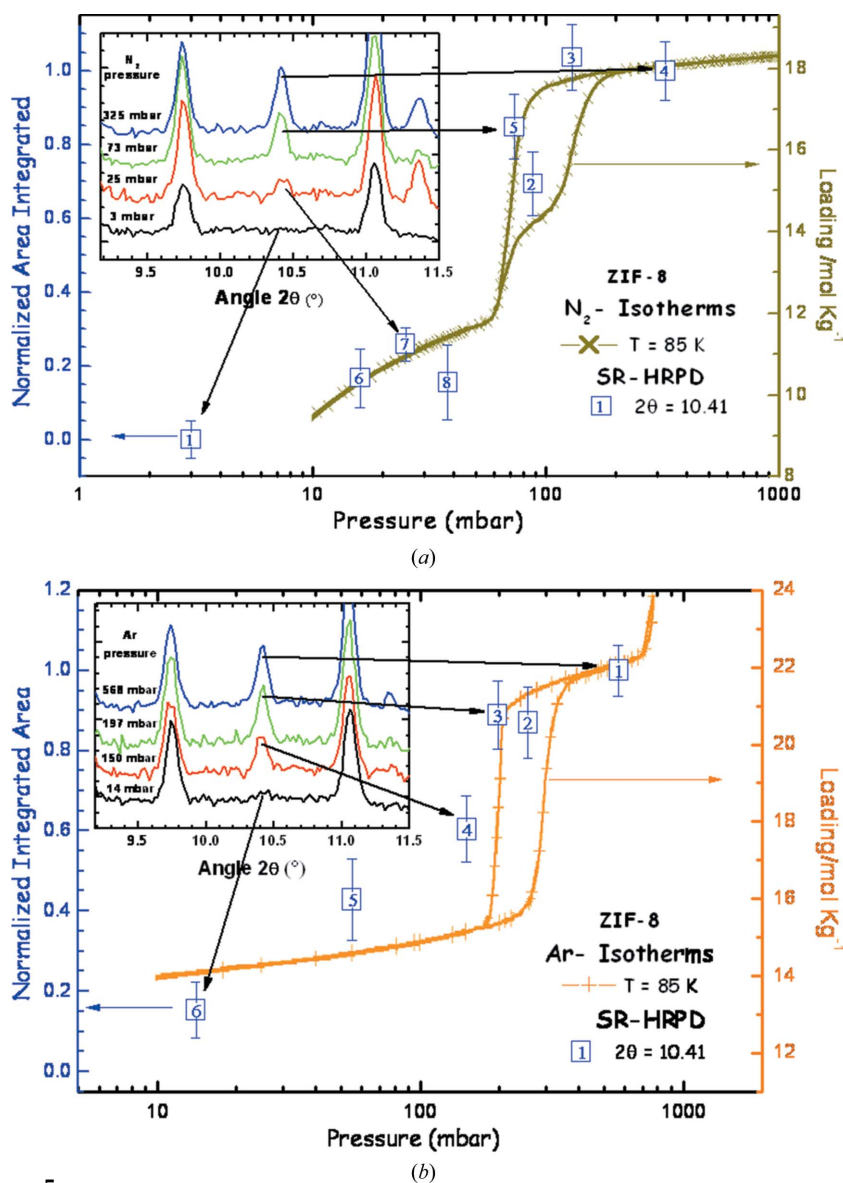 N2 pressure
325 mbar
73 mbar
25 mbar
3 mbar
9.5 10.0 10.5 11.0 11.5
Angle 2θ (°)
Normalized Area Integrated
1.0
0.8
0.6
0.4
0.2
0.0
3
4
5
2
7
6
8
1
18
16
14
12
10
8
Loading /mol Kg-1
ZIF-8
N2- Isotherms
T = 85 K
SR-HRPD
1 2θ = 10.41
1 10 100 1000
Pressure (mbar)
(a)
Ar pressure
568 mbar
197 mbar
150 mbar
14 mbar
9.5 10.0 10.5 11.0 11.5
Angle 2θ (°)
Normalized Integrated Area
1.2
1.0
0.8
0.6
0.4
0.2
0.0
1
3
2
4
5
6
24
22
20
18
16
14
12
Loading/mol Kg-1
ZIF-8
Ar- Isotherms
T = 85 K
SR-HRPD
1 2θ = 10.41
10 100 1000
Pressure (mbar)
(b)